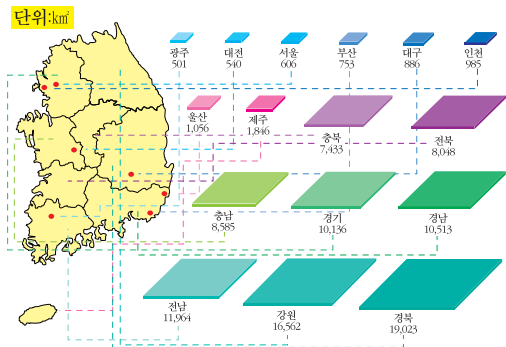 단위:㎢
광주 대전 서울 부산 대구 인천
501 540 606 753 886 985
울산 제주 충북 전북
1,056 1,846 7,433 8,048
충남 경기 경남
8,585 10,136 10,513
전남 강원 경북
11,964 16,562 19,023